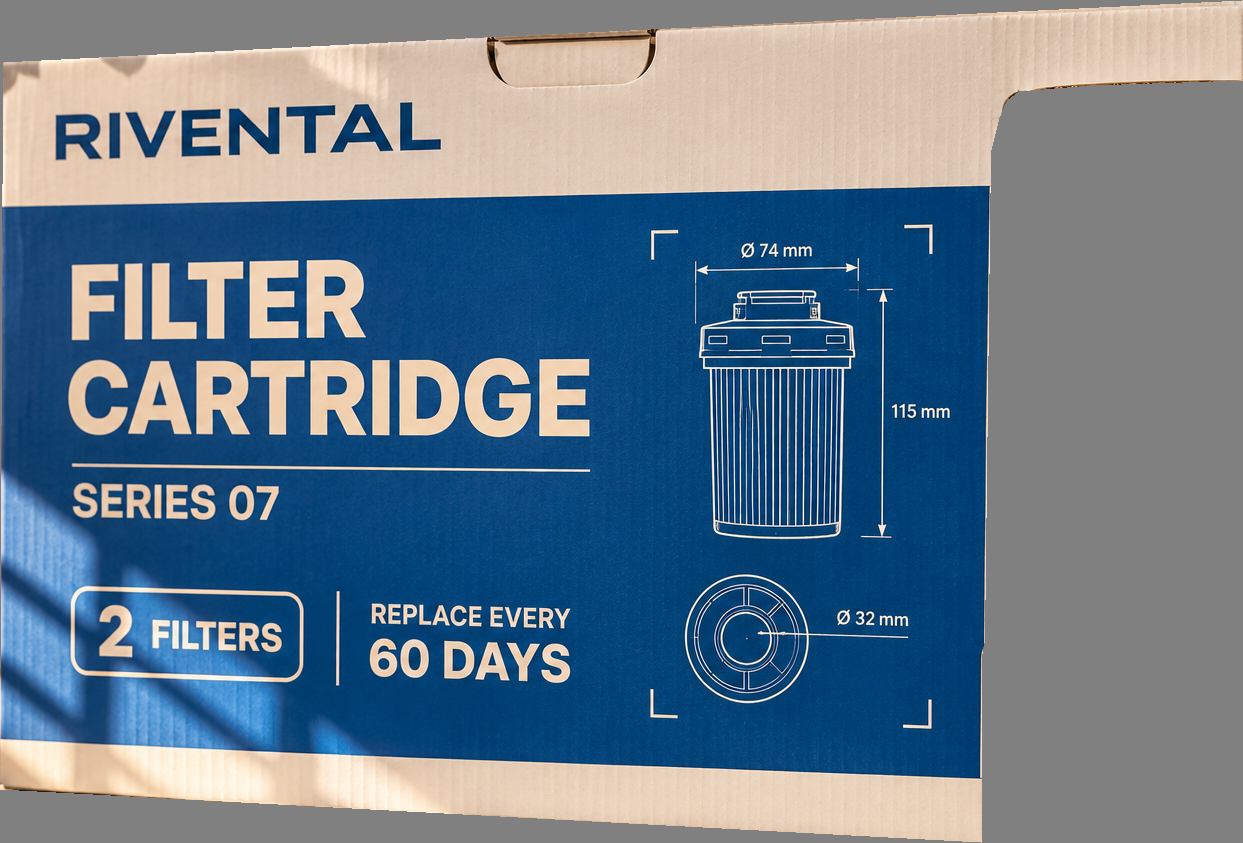 RIVENTAL
FILTER
CARTRIDGE
SERIES 07
2 FILTERS
REPLACE EVERY
60 DAYS
Ø 74 mm
115 mm
Ø 32 mm